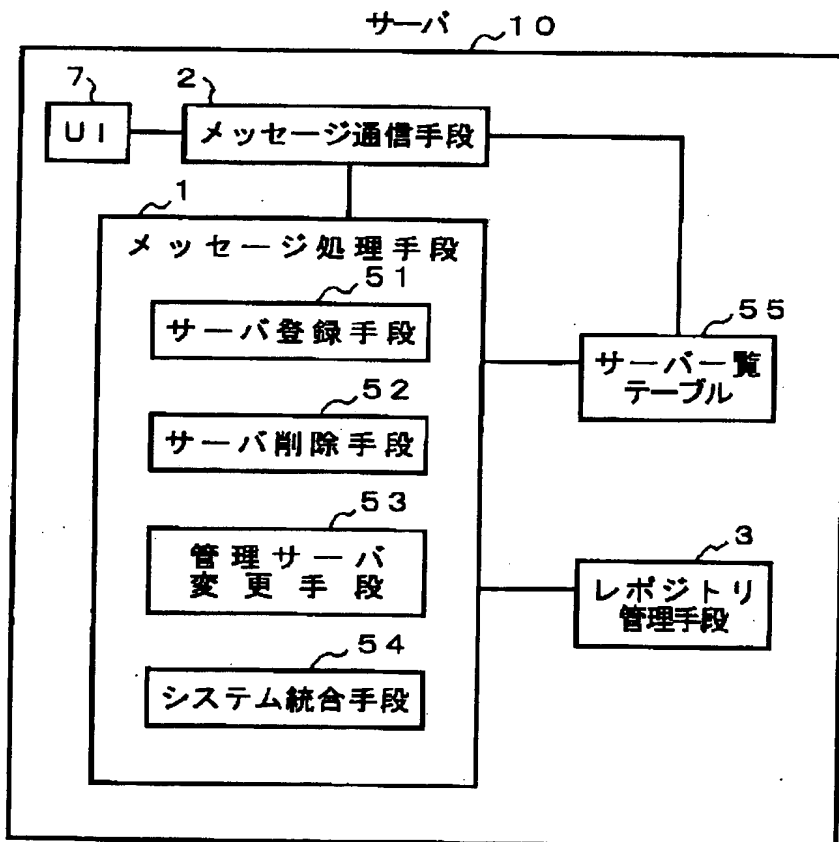 サーバ 10
7
UI
2
メッセージ通信手段
1
メッセージ処理手段
51
サーバ登録手段
52
サーバ削除手段
53
管理サーバ
変更手段
54
システム統合手段
55
サーバ一覧
テーブル
3
レポジトリ
管理手段